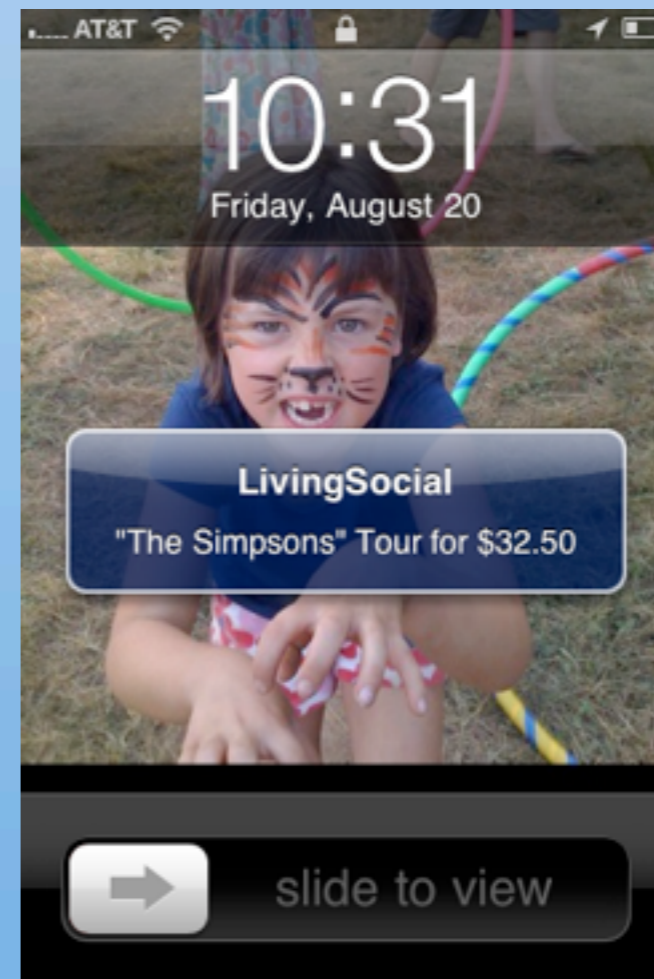 AT&T
10:31
Friday, August 20
LivingSocial
"The Simpsons" Tour for $32.50
slide to view